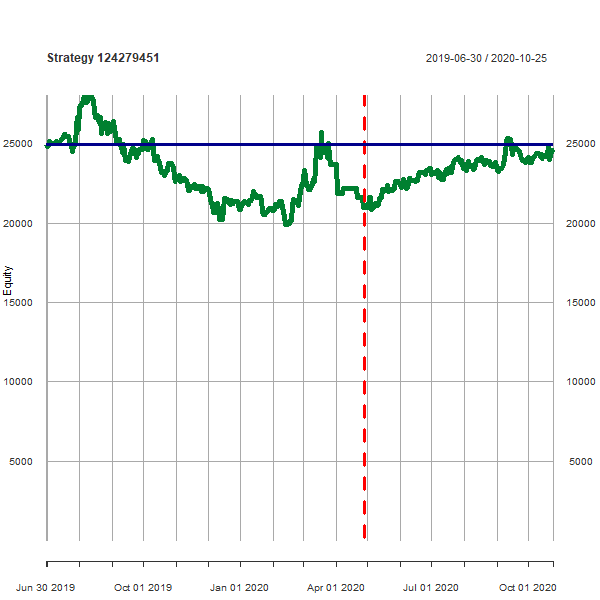 Strategy 124279451
2019-06-30 / 2020-10-25
25000
25000
20000
20000
Equity
15000
15000
10000
10000
5000
5000
Jun 30 2019
Oct 01 2019
Jan 01 2020
Apr 01 2020
Jul 01 2020
Oct 01 2020